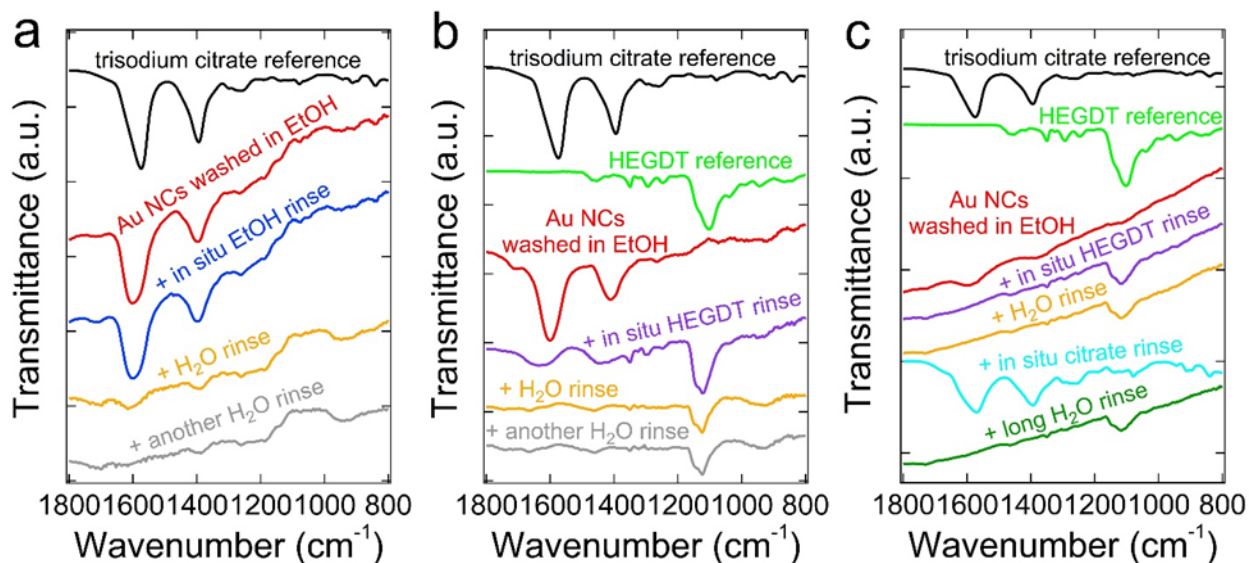 a
trisodium citrate reference
Au NCs washed in EtOH
+ in situ EtOH rinse
+ H₂O rinse
+ another H₂O rinse
Transmittance (a.u.)
1800 1600 1400 1200 1000 800
Wavenumber (cm⁻¹)
b
trisodium citrate reference
HEGDT reference
Au NCs
washed in EtOH
+ in situ HEGDT rinse
+ H₂O rinse
+ another H₂O rinse
Transmittance (a.u.)
1800 1600 1400 1200 1000 800
Wavenumber (cm⁻¹)
c
trisodium citrate reference
HEGDT reference
Au NCs
washed in EtOH
+ in situ HEGDT rinse
+ H₂O rinse
+ in situ citrate rinse
+ long H₂O rinse
Transmittance (a.u.)
1800 1600 1400 1200 1000 800
Wavenumber (cm⁻¹)